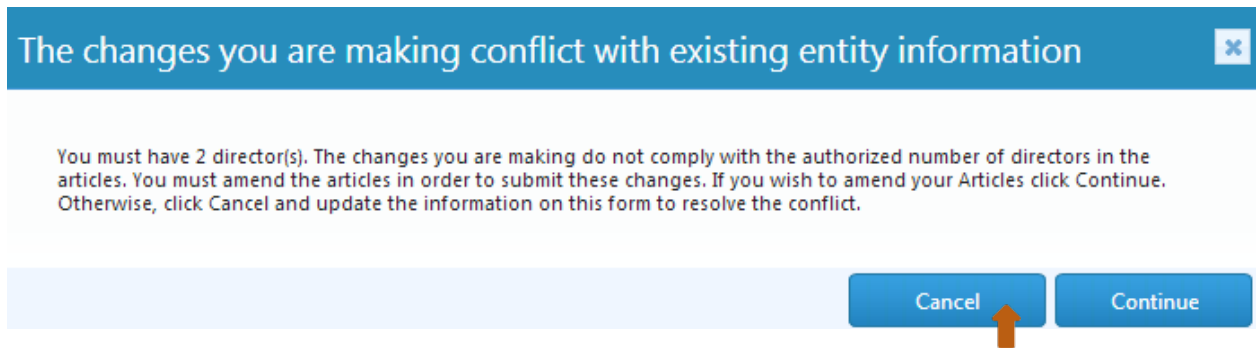 The changes you are making conflict with existing entity information
You must have 2 director(s). The changes you are making do not comply with the authorized number of directors in the
articles. You must amend the articles in order to submit these changes. If you wish to amend your Articles click Continue.
Otherwise, click Cancel and update the information on this form to resolve the conflict.
Cancel
Continue